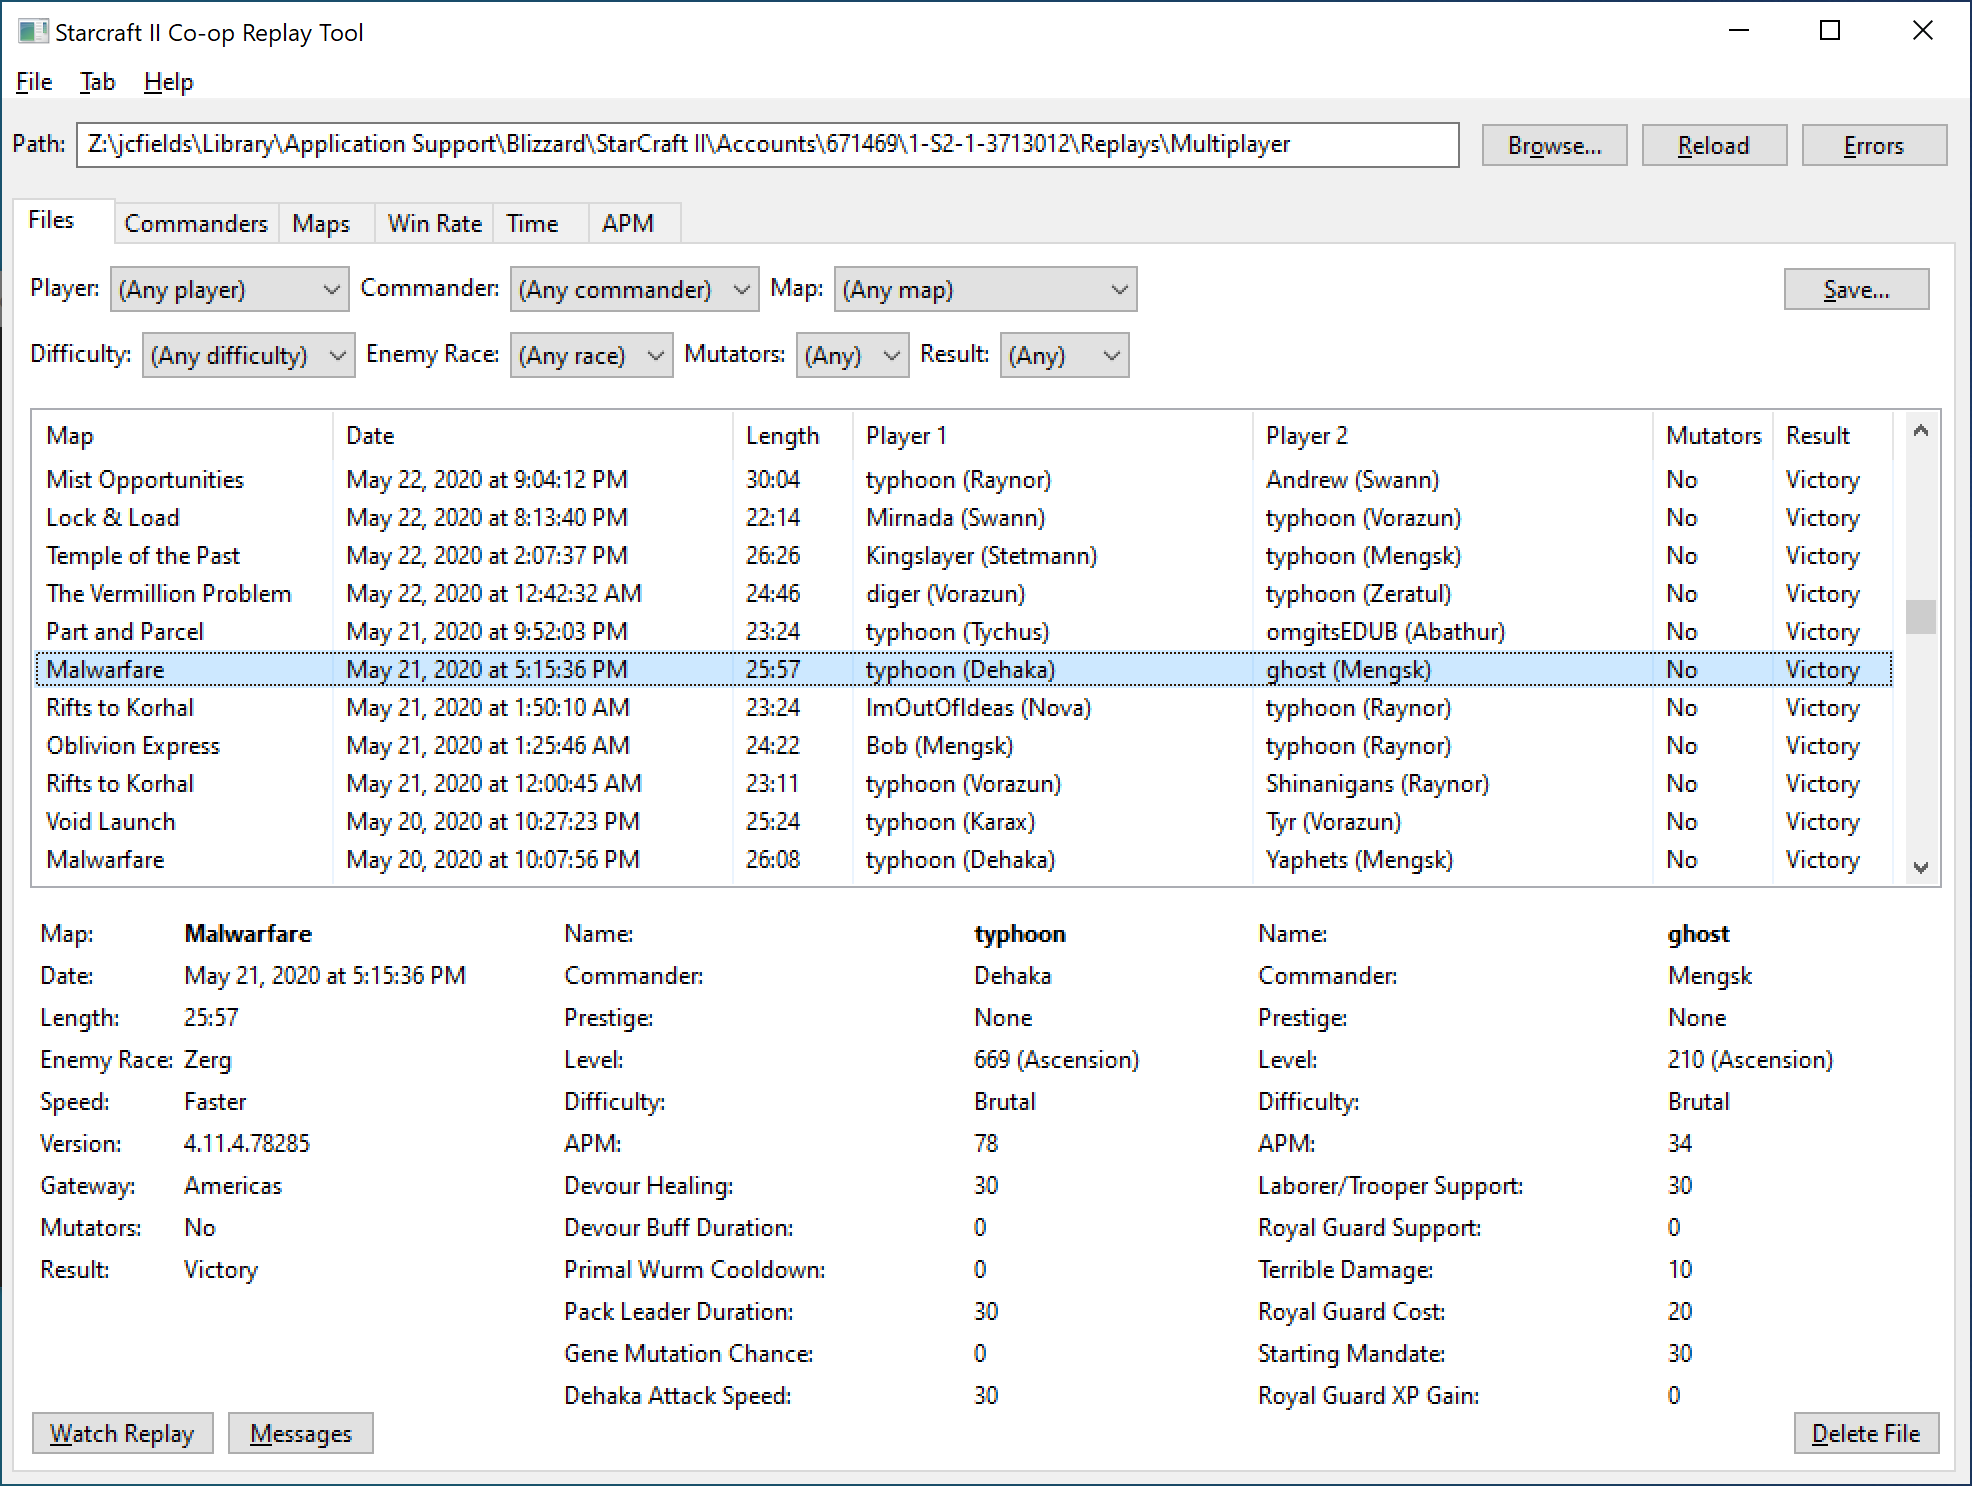 Starcraft II Co-op Replay Tool
File Tab Help
Path: Z:\jcfields\Library\Application Support\Blizzard\StarCraft II\Accounts\671469\1-S2-1-3713012\Replays\Multiplayer Browse... Reload Errors
Files Commanders Maps Win Rate Time APM
Player: (Any player) Commander: (Any commander) Map: (Any map) Save...
Difficulty: (Any difficulty) Enemy Race: (Any race) Mutators: (Any) Result: (Any)
Map Date Length Player 1 Player 2 Mutators Result
Mist Opportunities May 22, 2020 at 9:04:12 PM 30:04 typhoon (Raynor) Andrew (Swann) No Victory
Lock & Load May 22, 2020 at 8:13:40 PM 22:14 Mirnada (Swann) typhoon (Vorazun) No Victory
Temple of the Past May 22, 2020 at 2:07:37 PM 26:26 Kingslayer (Stetmann) typhoon (Mengsk) No Victory
The Vermillion Problem May 22, 2020 at 12:42:32 AM 24:46 diger (Vorazun) typhoon (Zeratul) No Victory
Part and Parcel May 21, 2020 at 9:52:03 PM 23:24 typhoon (Tychus) omgitsEDUB (Abathur) No Victory
Malwarfare May 21, 2020 at 5:15:36 PM 25:57 typhoon (Dehaka) ghost (Mengsk) No Victory
Rifts to Korhal May 21, 2020 at 1:50:10 AM 23:24 ImOutOfIdeas (Nova) typhoon (Raynor) No Victory
Oblivion Express May 21, 2020 at 1:25:46 AM 24:22 Bob (Mengsk) typhoon (Raynor) No Victory
Rifts to Korhal May 21, 2020 at 12:00:45 AM 23:11 typhoon (Vorazun) Shinanigans (Raynor) No Victory
Void Launch May 20, 2020 at 10:27:23 PM 25:24 typhoon (Karax) Tyr (Vorazun) No Victory
Malwarfare May 20, 2020 at 10:07:56 PM 26:08 typhoon (Dehaka) Yaphets (Mengsk) No Victory
Map: Malwarfare Name: typhoon Name: ghost
Date: May 21, 2020 at 5:15:36 PM Commander: Dehaka Commander: Mengsk
Length: 25:57 Prestige: None Prestige: None
Enemy Race: Zerg Level: 669 (Ascension) Level: 210 (Ascension)
Speed: Faster Difficulty: Brutal Difficulty: Brutal
Version: 4.11.4.78285 APM: 78 APM: 34
Gateway: Americas Devour Healing: 30 Laborer/Trooper Support: 30
Mutators: No Devour Buff Duration: 0 Royal Guard Support: 0
Result: Victory Primal Wurm Cooldown: 0 Terrible Damage: 10
Pack Leader Duration: 30 Royal Guard Cost: 20
Gene Mutation Chance: 0 Starting Mandate: 30
Dehaka Attack Speed: 30 Royal Guard XP Gain: 0
Watch Replay Messages Delete File